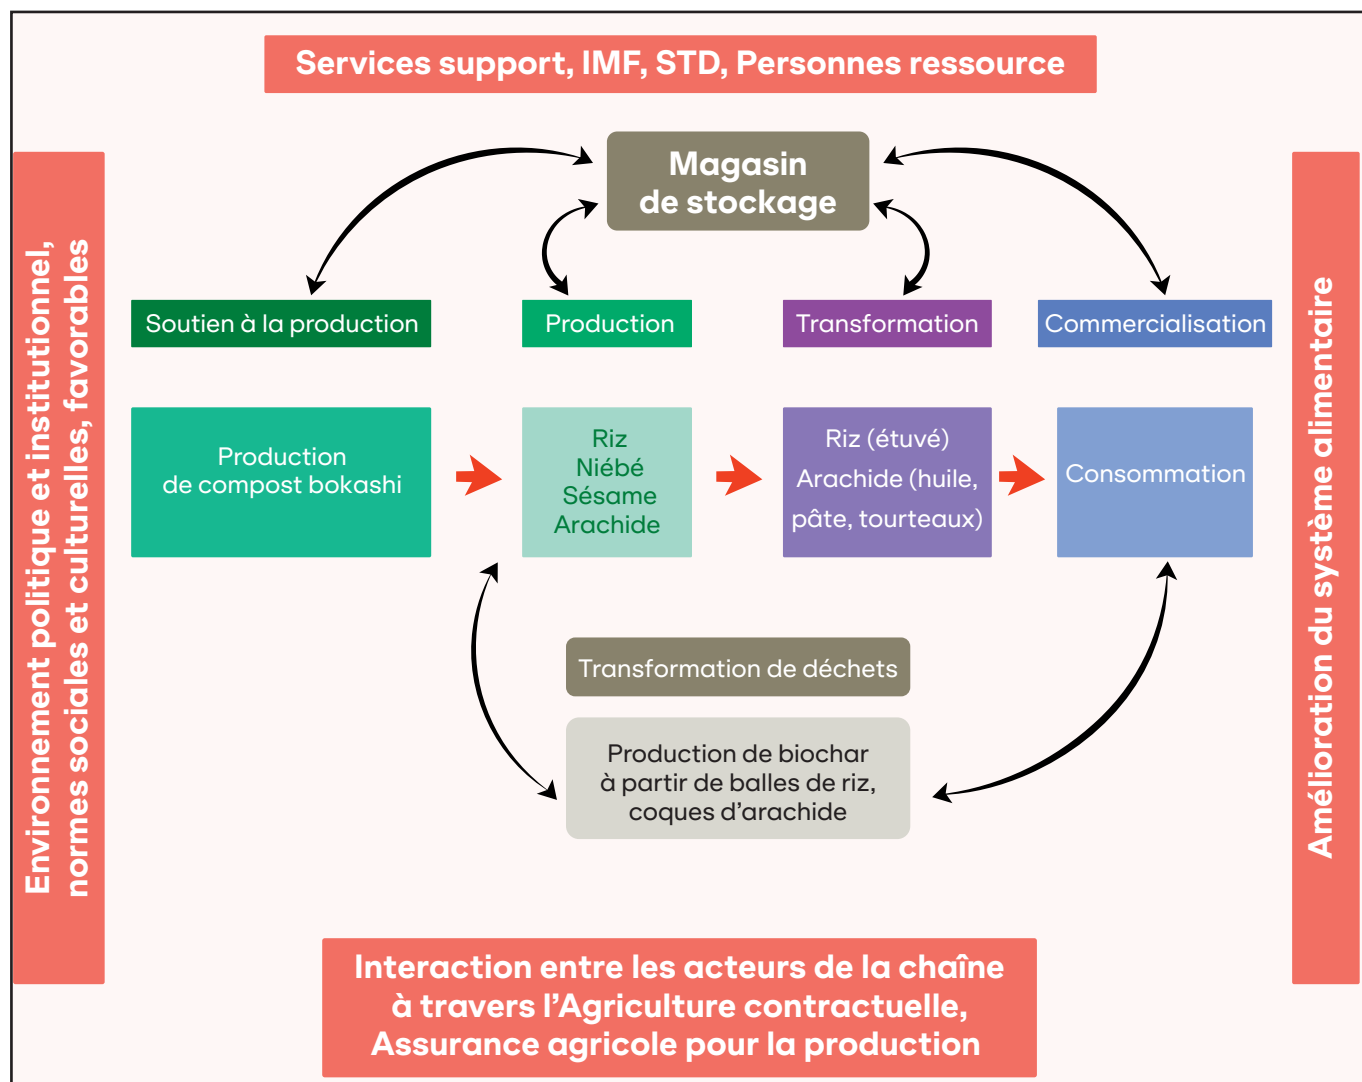 Services support, IMF, STD, Personnes ressource
Environnement politique et institutionnel,
normes sociales et culturelles, favorables
Magasin
de stockage
Soutien à la production
Production
Transformation
Commercialisation
Production
de compost bokashi
Riz
Niébé
Sésame
Arachide
Riz (étuvé)
Arachide (huile,
pâte, tourteaux)
Consommation
Transformation de déchets
Production de biochar
à partir de balles de riz,
coques d’arachide
Amélioration du système alimentaire
Interaction entre les acteurs de la chaîne
à travers l’Agriculture contractuelle,
Assurance agricole pour la production